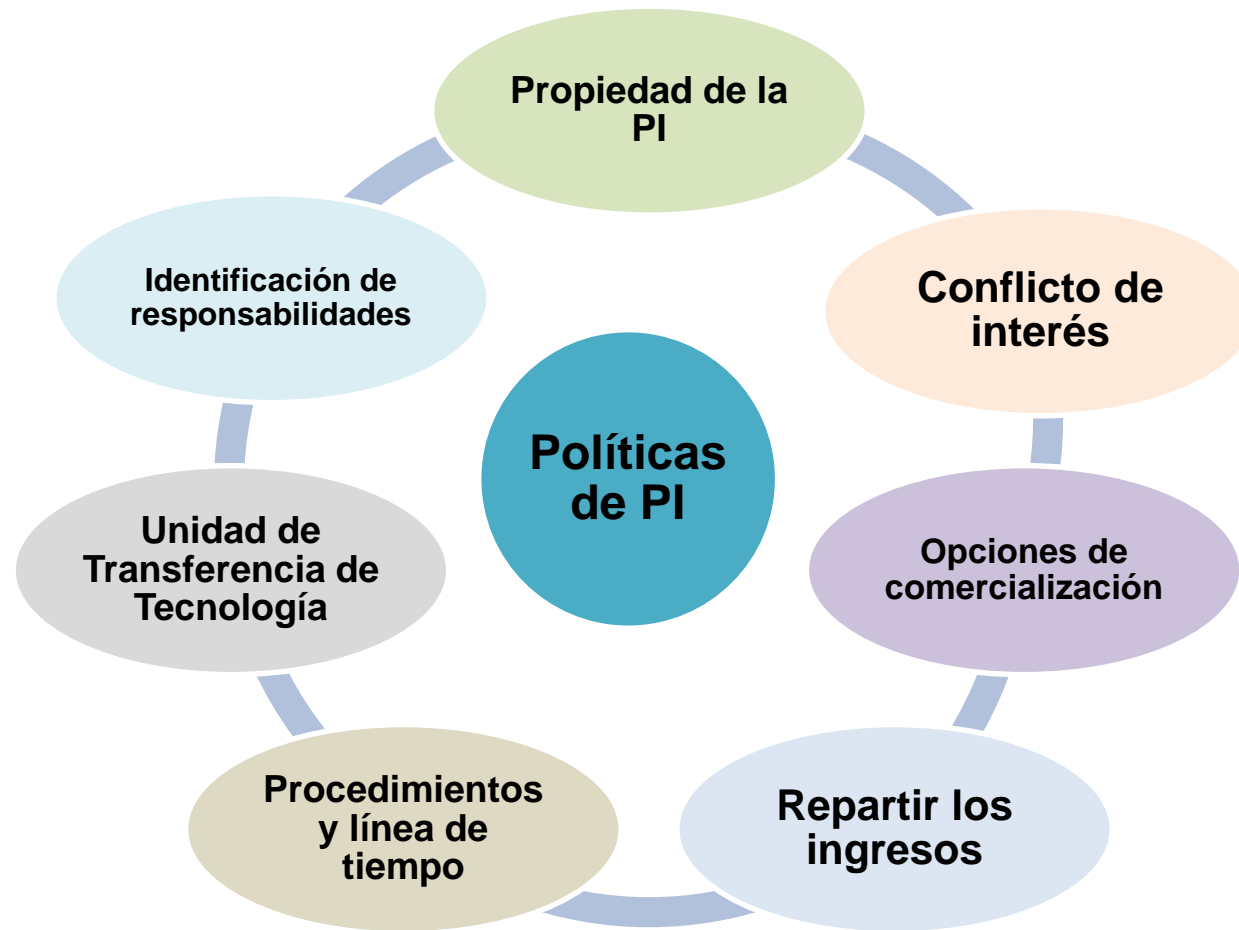 Propiedad de la
PI
Conflicto de
interés
Opciones de
comercialización
Repartir los
ingresos
Procedimientos
y línea de
tiempo
Unidad de
Transferencia de
Tecnología
Identificación de
responsabilidades
Políticas
de PI